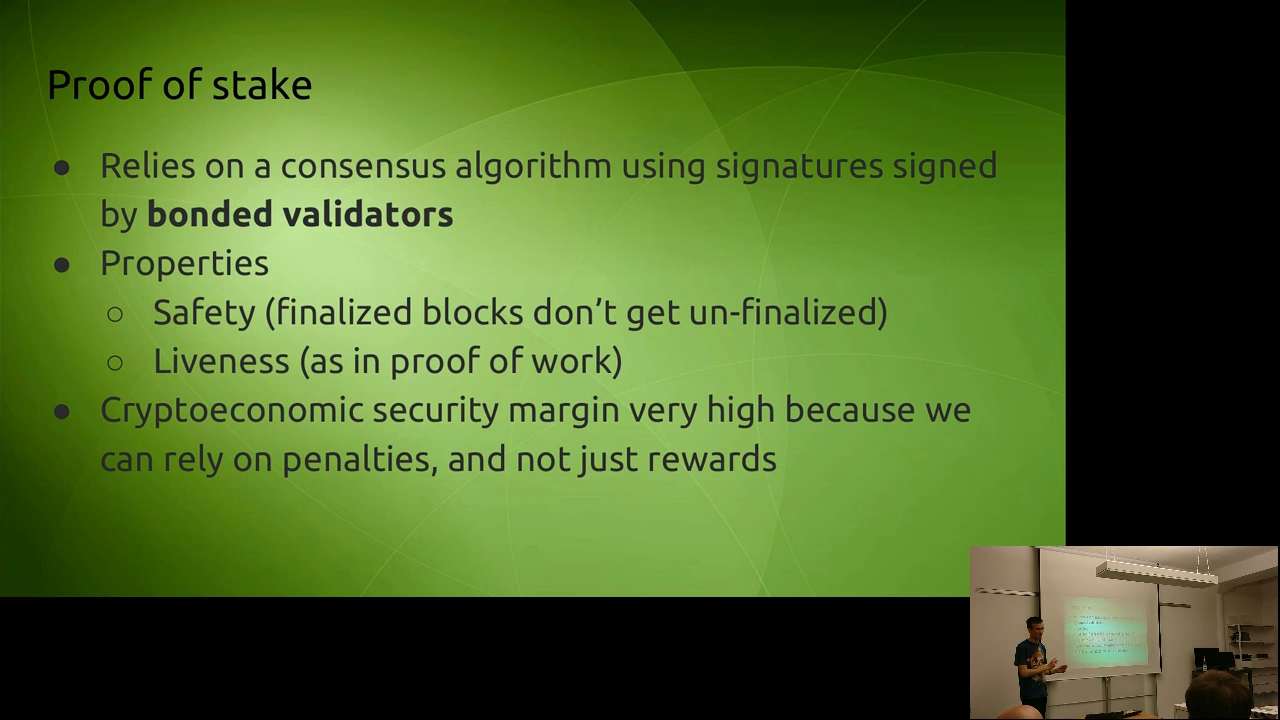 Proof of stake
● Relies on a consensus algorithm using signatures signed
by bonded validators
● Properties
○ Safety (finalized blocks don’t get un-finalized)
○ Liveness (as in proof of work)
● Cryptoeconomic security margin very high because we
can rely on penalties, and not just rewards